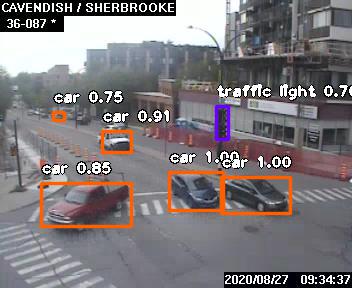 CAVENDISH / SHERBROOKE
36-087 *
car 0.75
traffic light 0.70
car 0.91
car 0.85
car 1.00
car 1.00
2020/08/27 09:34:37